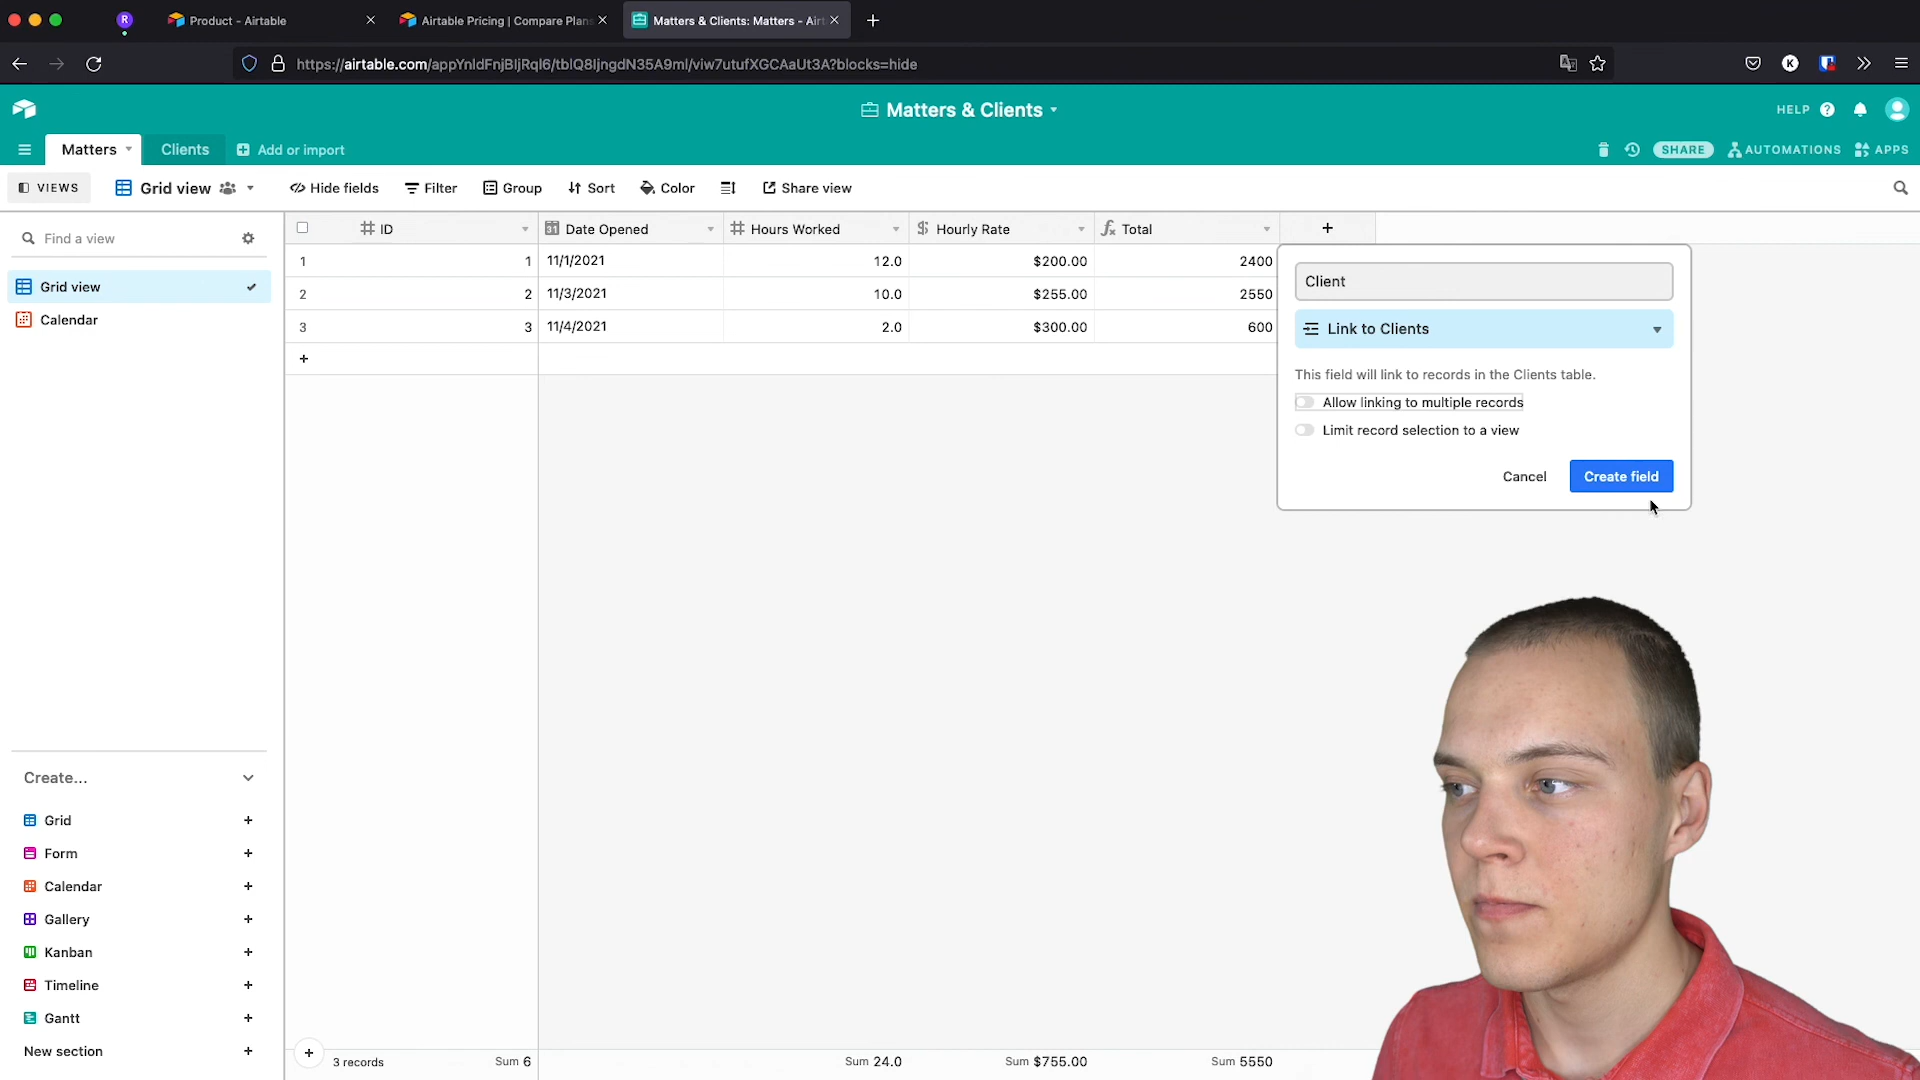 R
Product - Airtable
Airtable Pricing | Compare Plans
Matters & Clients: Matters - Airt
https://airtable.com/appYnldFnjBljRql6/tblQ8ljngdN35A9ml/viw7utufXGCAaUt3A?blocks=hide
K
Matters & Clients
HELP
Matters
Clients
Add or import
SHARE
AUTOMATIONS
APPS
VIEWS
Grid view
Hide fields
Filter
Group
Sort
Color
Share view
Find a view
ID
Date Opened
Hours Worked
Hourly Rate
Total
1 1 11/1/2021 12.0 $200.00 2400
2 2 11/3/2021 10.0 $255.00 2550
3 3 11/4/2021 2.0 $300.00 600
Grid view
Calendar
Client
Link to Clients
This field will link to records in the Clients table.
Allow linking to multiple records
Limit record selection to a view
Cancel
Create field
Create...
Grid
Form
Calendar
Gallery
Kanban
Timeline
Gantt
New section
3 records
Sum 6
Sum 24.0
Sum $755.00
Sum 5550